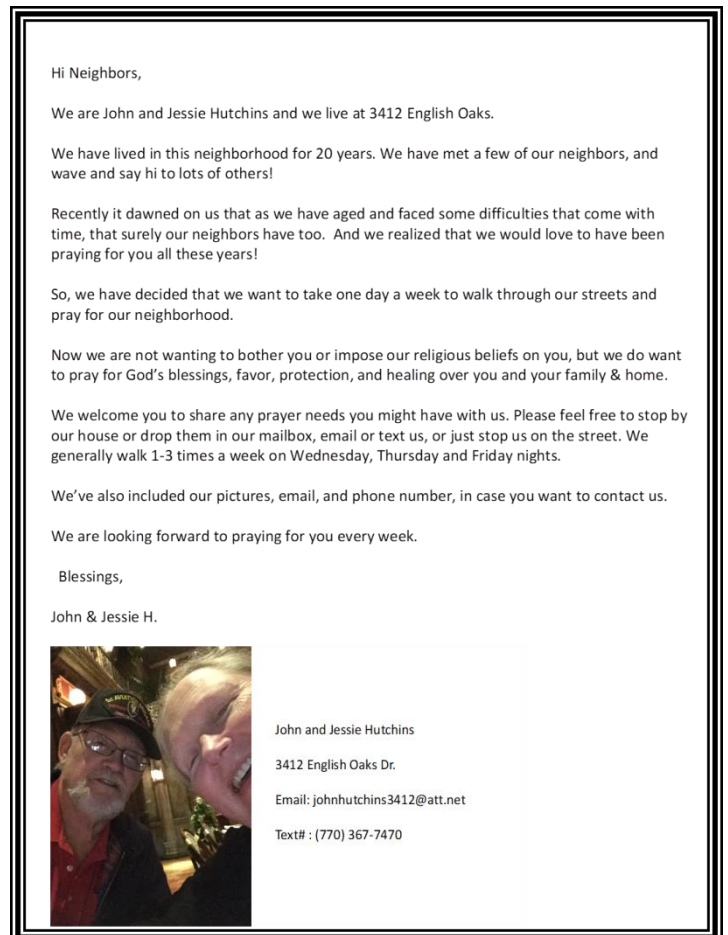 Hi Neighbors,
We are John and Jessie Hutchins and we live at 3412 English Oaks.
We have lived in this neighborhood for 20 years. We have met a few of our neighbors, and
wave and say hi to lots of others!
Recently it dawned on us that as we have aged and faced some difficulties that come with
time, that surely our neighbors have too.  And we realized that we would love to have been
praying for you all these years!
So, we have decided that we want to take one day a week to walk through our streets and
pray for our neighborhood.
Now we are not wanting to bother you or impose our religious beliefs on you, but we do want
to pray for God’s blessings, favor, protection, and healing over you and your family & home.
We welcome you to share any prayer needs you might have with us. Please feel free to stop by
our house or drop them in our mailbox, email or text us, or just stop us on the street. We
generally walk 1-3 times a week on Wednesday, Thursday and Friday nights.
We’ve also included our pictures, email, and phone number, in case you want to contact us.
We are looking forward to praying for you every week.
Blessings,
John & Jessie H.
John and Jessie Hutchins
3412 English Oaks Dr.
Email: johnhutchins3412@att.net
Text# : (770) 367-7470